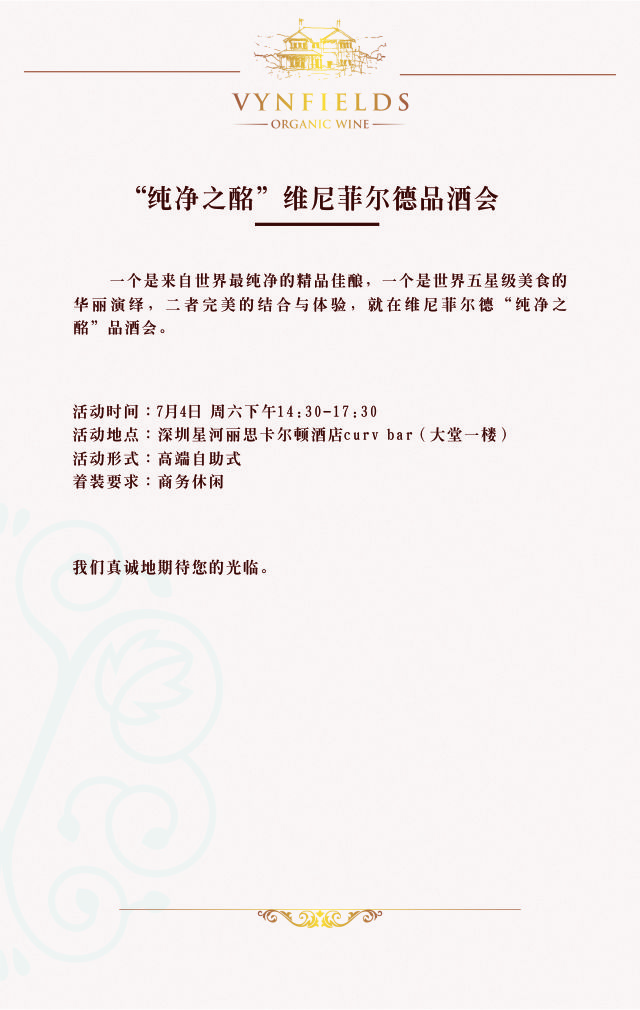 VYNFIELDS
ORGANIC WINE
“纯净之酩”维尼菲尔德品酒会
一个是来自世界最纯净的精品佳酿，一个是世界五星级美食的
华丽演绎，二者完美的结合与体验，就在维尼菲尔德“纯净之
酩”品酒会。
活动时间：7月4日 周六下午14:30-17:30
活动地点：深圳星河丽思卡尔顿酒店curv bar（大堂一楼）
活动形式：高端自助式
着装要求：商务休闲
我们真诚地期待您的光临。